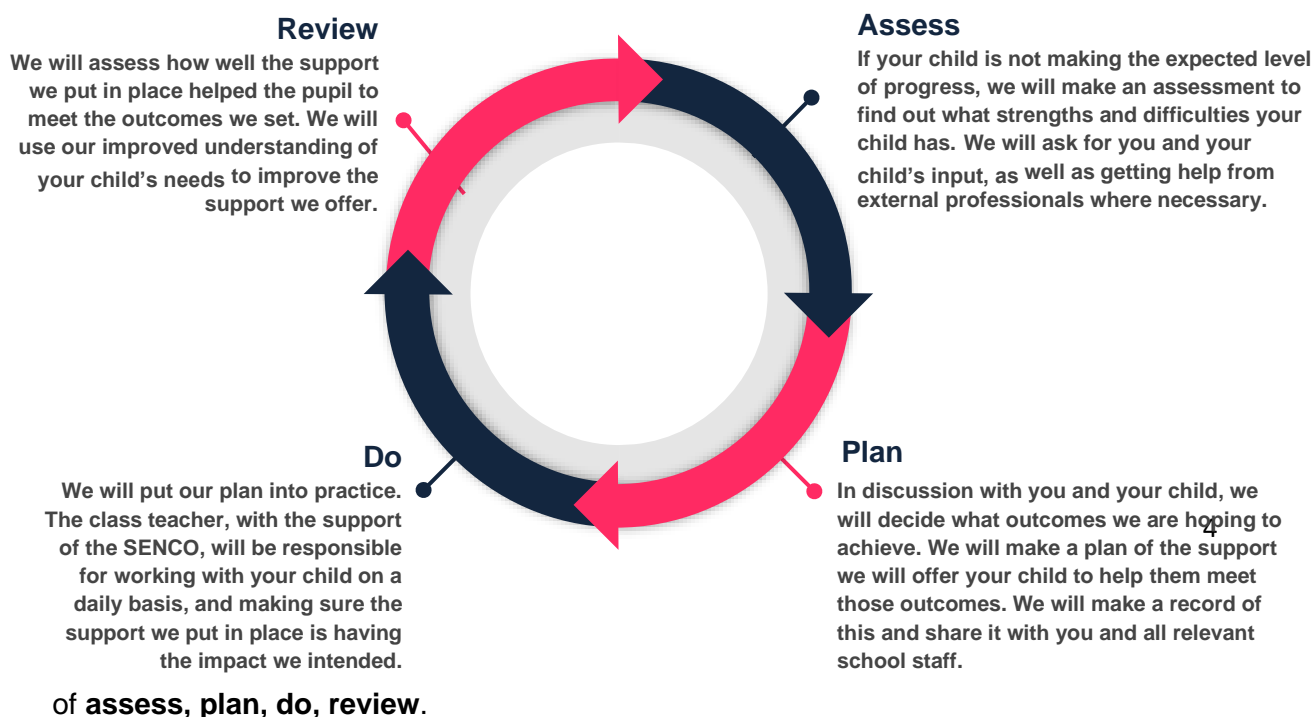 Review
We will assess how well the support
we put in place helped the pupil to
meet the outcomes we set. We will
use our improved understanding of
your child’s needs to improve the
support we offer.
Assess
If your child is not making the expected level
of progress, we will make an assessment to
find out what strengths and difficulties your
child has. We will ask for you and your
child’s input, as well as getting help from
external professionals where necessary.
Do
We will put our plan into practice.
The class teacher, with the support
of the SENCO, will be responsible
for working with your child on a
daily basis, and making sure the
support we put in place is having
the impact we intended.
Plan
In discussion with you and your child, we
will decide what outcomes we are hoping to
4
achieve. We will make a plan of the support
we will offer your child to help them meet
those outcomes. We will make a record of
this and share it with you and all relevant
school staff.
of assess, plan, do, review.